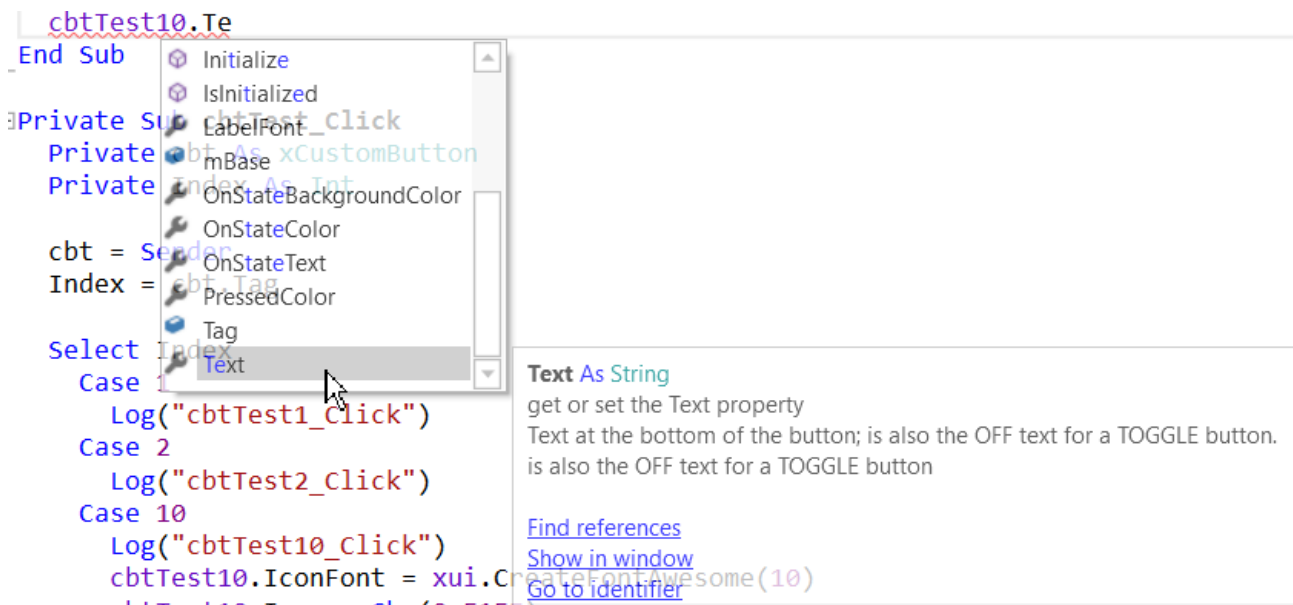 cbtTest10.Te
End Sub
Initialize
IsInitialized
LabelFont
mBase
OnStateBackgroundColor
OnStateColor
OnStateText
PressedColor
Tag
Text
Private Sub cbtTest_Click
Private cbt As xCustomButton
Private Index As Int
cbt = Sender
Index = cbt.Tag
Select Index
Case 1
Log("cbtTest1_Click")
Case 2
Log("cbtTest2_Click")
Case 10
Log("cbtTest10_Click")
cbtTest10.IconFont = xui.CreateFontAwesome(10)
Text As String
get or set the Text property
Text at the bottom of the button; is also the OFF text for a TOGGLE button.
is also the OFF text for a TOGGLE button
Find references
Show in window
Go to identifier